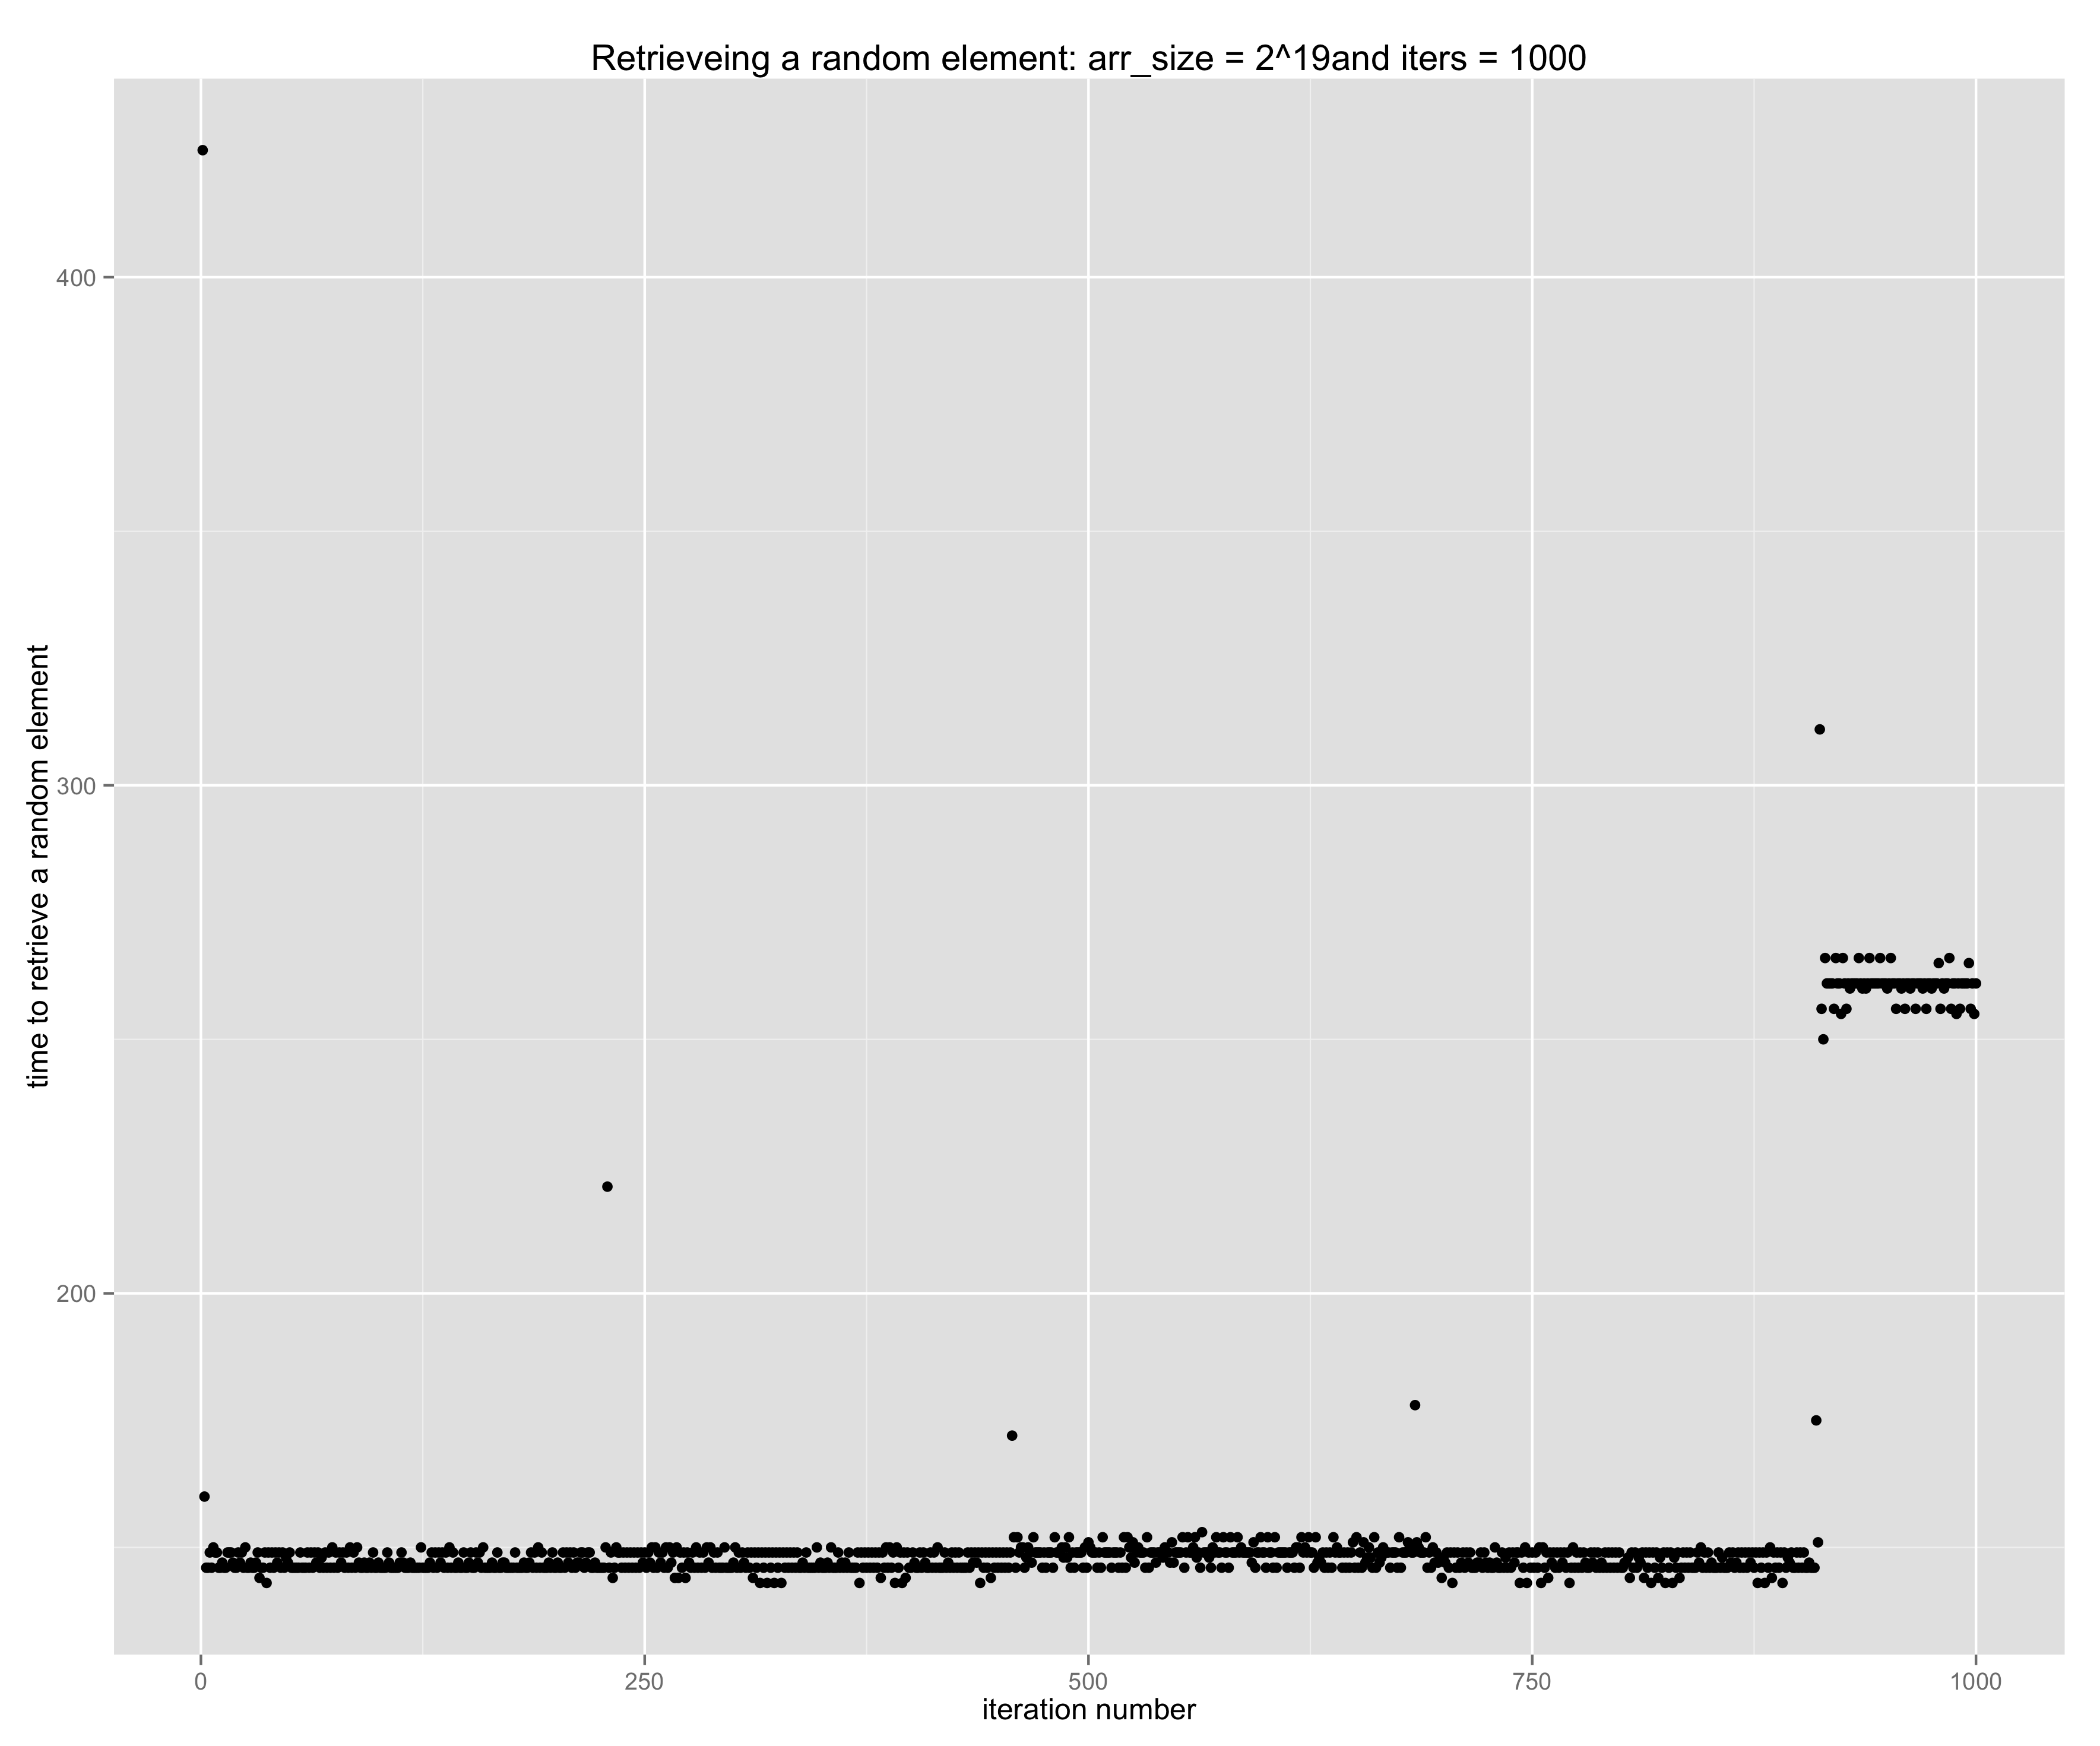 Retrieveing a random element: arr_size = 2^19and iters = 1000
time to retrieve a random element
400
300
200
0 250 500 750 1000
iteration number